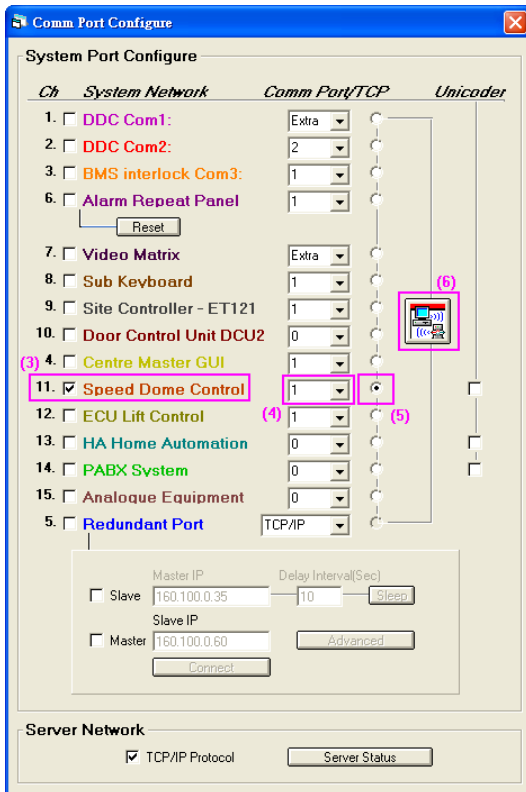 Comm Port Configure
System Port Configure
Ch System Network Comm Port/TCP Unicoder
1. DDC Com1: Extra
2. DDC Com2: 2
3. BMS interlock Com3: 1
6. Alarm Repeat Panel 1
Reset
7. Video Matrix Extra
8. Sub Keyboard 1
(6)
9. Site Controller - ET121 1
10. Door Control Unit DCU2 0
(3) 4. Centre Master GUI 1
11. Speed Dome Control 1
12. ECU Lift Control (4) 1 (5)
13. HA Home Automation 0
14. PABX System 0
15. Analogue Equipment 0
5. Redundant Port TCP/IP
Master IP Delay Interval(Sec)
Slave 160.100.0.35 10 Sleep
Slave IP
Master 160.100.0.60 Advanced
Connect
Server Network
TCP/IP Protocol Server Status